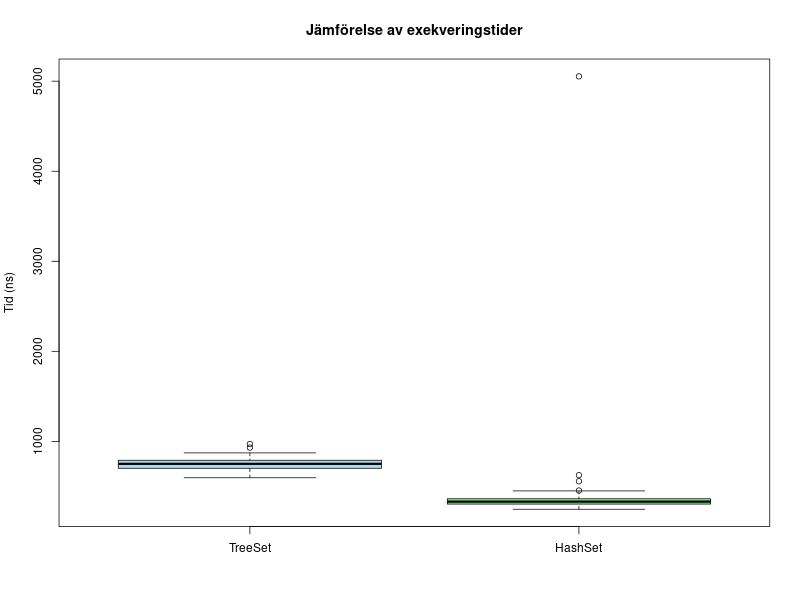 Jämförelse av exekveringstider
5000
4000
3000
2000
1000
Tid (ns)
TreeSet
HashSet